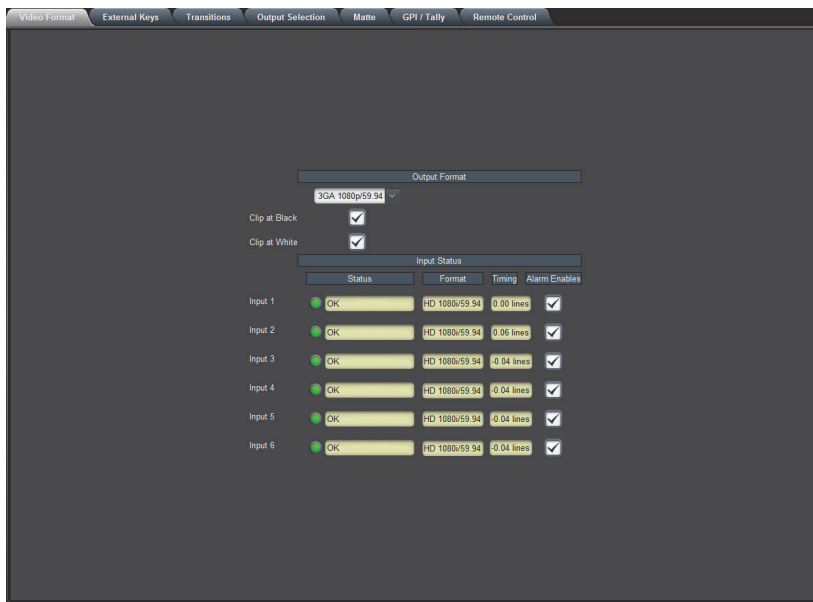 Video Format External Keys Transitions Output Selection Matte GPI / Tally Remote Control
Output Format
3GA 1080p/59.94
Clip at Black
Clip at White
Input Status
Status Format Timing Alarm Enables
Input 1 OK HD 1080i/59.94 0.00 lines
Input 2 OK HD 1080i/59.94 0.06 lines
Input 3 OK HD 1080i/59.94 -0.04 lines
Input 4 OK HD 1080i/59.94 -0.04 lines
Input 5 OK HD 1080i/59.94 -0.04 lines
Input 6 OK HD 1080i/59.94 -0.04 lines